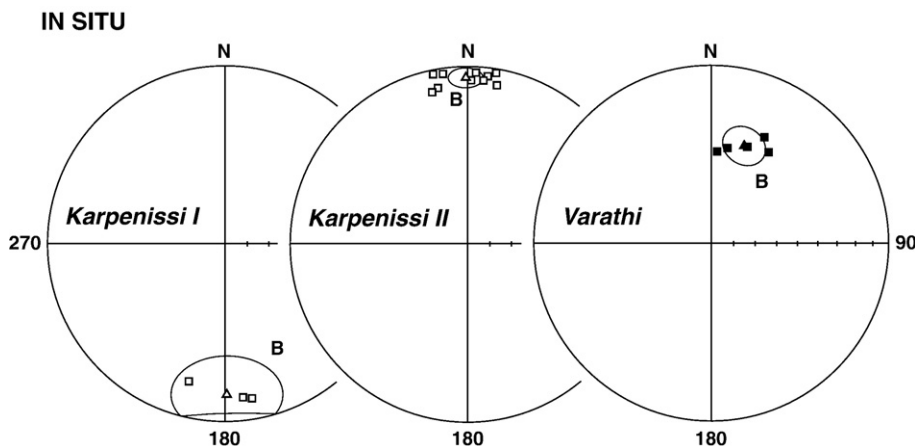 IN SITU
N N N
B
Karpenissi I Karpenissi II Varathi
B
270 90
B
180 180 180